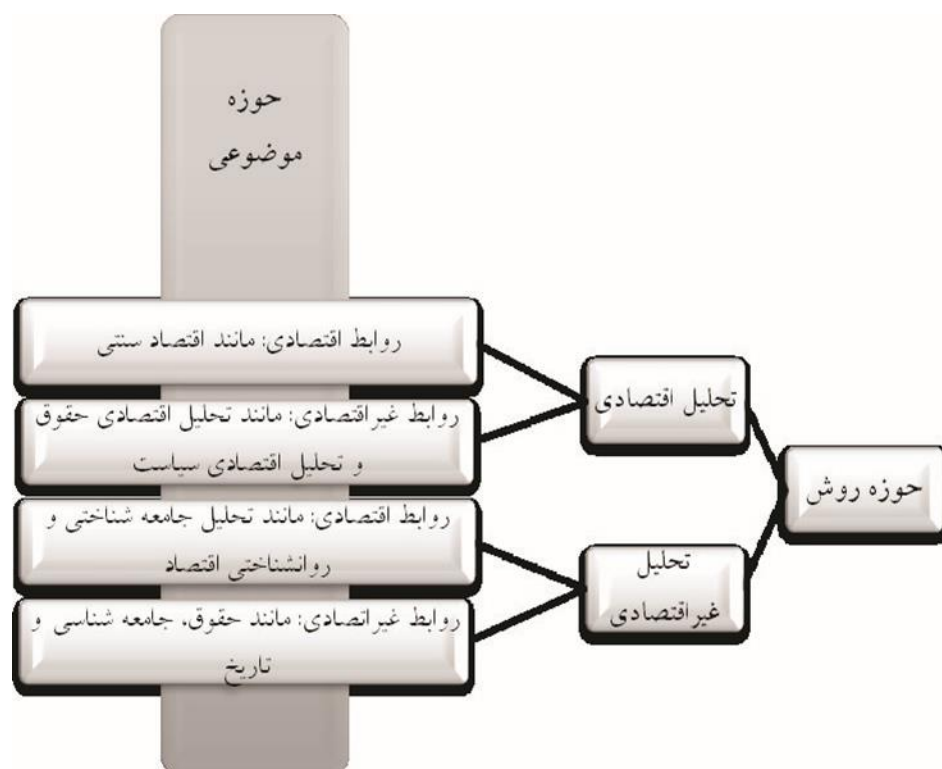 حوزه
موضوعی
حوزه روش
تحلیل اقتصادی
روابط اقتصادی: مانند اقتصاد سنتی
روابط غیراقتصادی: مانند تحلیل اقتصادی حقوق
و تحلیل اقتصادی سیاست
تحلیل
غیراقتصادی
روابط اقتصادی: مانند تحلیل جامعه شناختی و
روانشناختی اقتصاد
روابط غیراتصادی: مانند حقوق، جامعه شناسی و
تاریخ